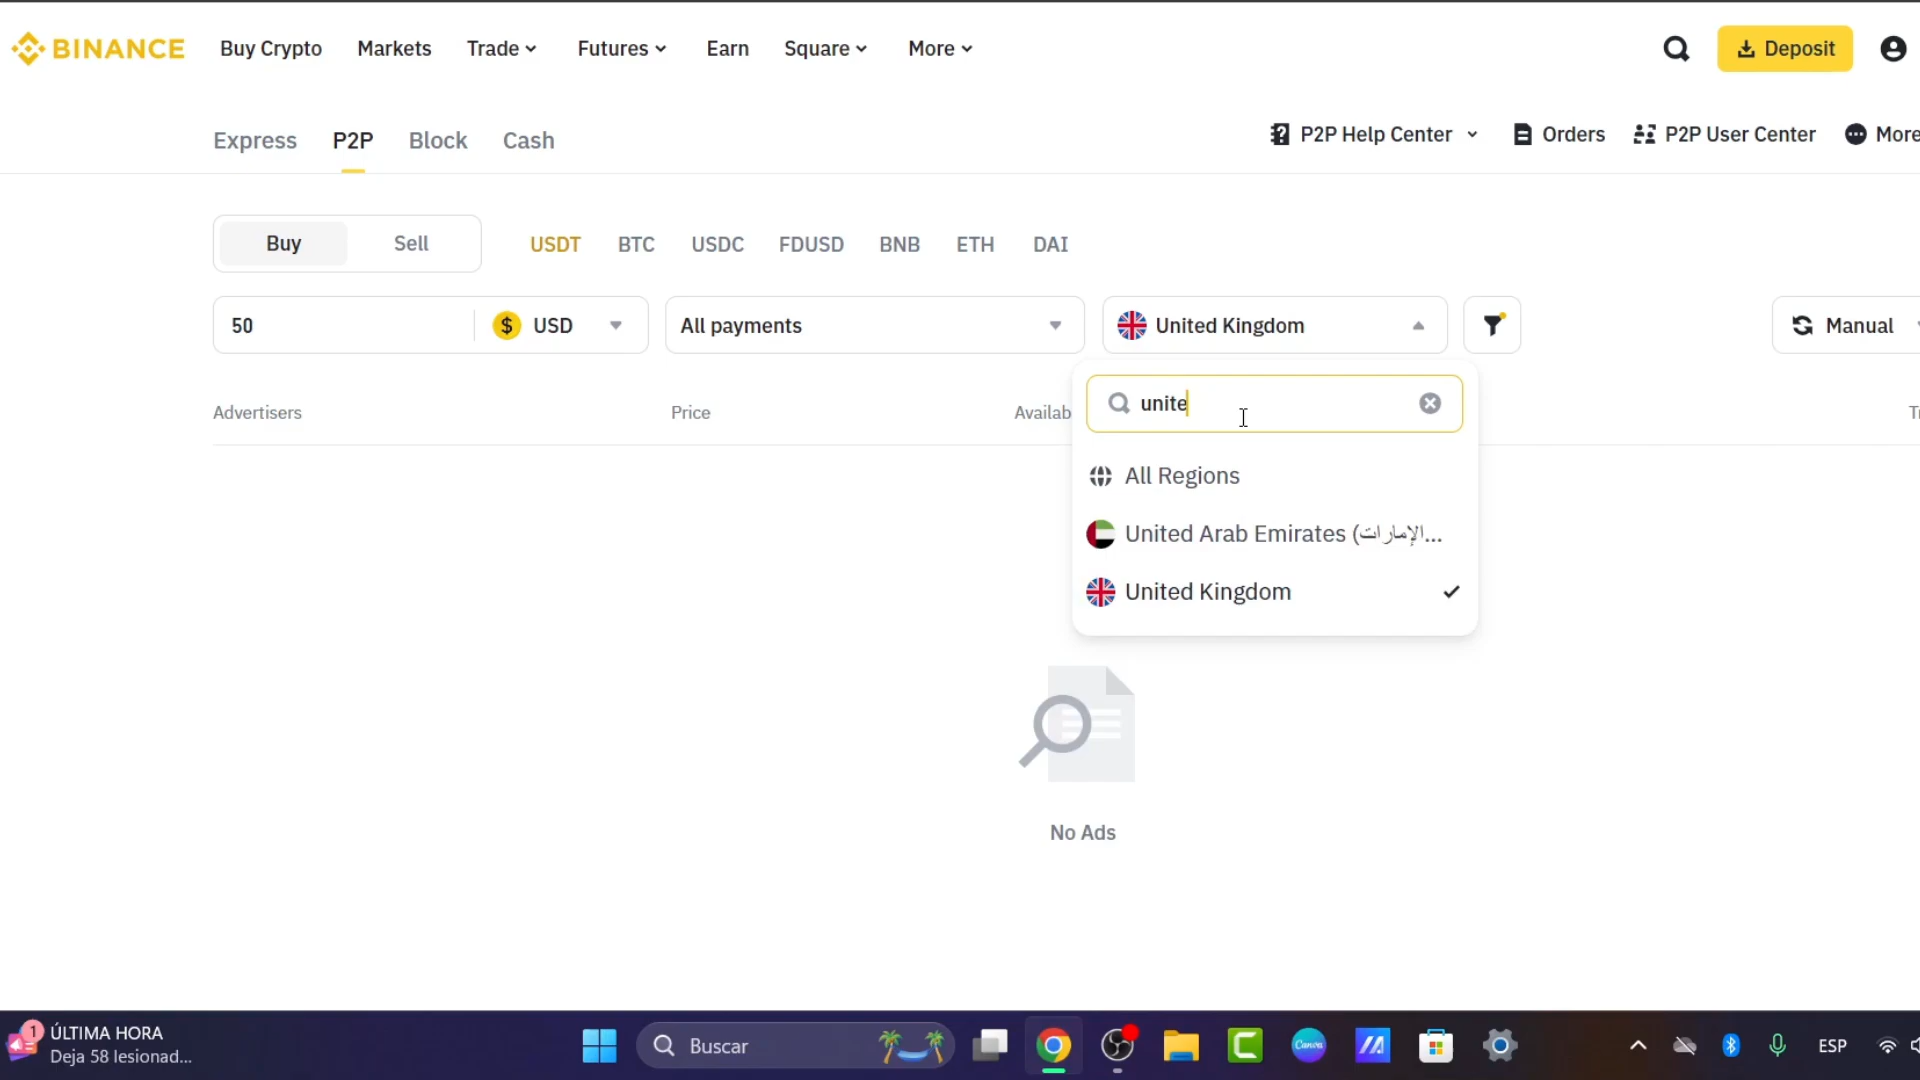 BINANCE Buy Crypto Markets Trade Futures Earn Square More Deposit
Express P2P Block Cash P2P Help Center Orders P2P User Center More
Buy Sell USDT BTC USDC FDUSD BNB ETH DAI
50 USD All payments United Kingdom Manual
unite
Advertisers Price Availab
All Regions
United Arab Emirates (الإمارات...
United Kingdom
No Ads
1 ÚLTIMA HORA
Deja 58 lesionad...
Buscar
Canva
ESP